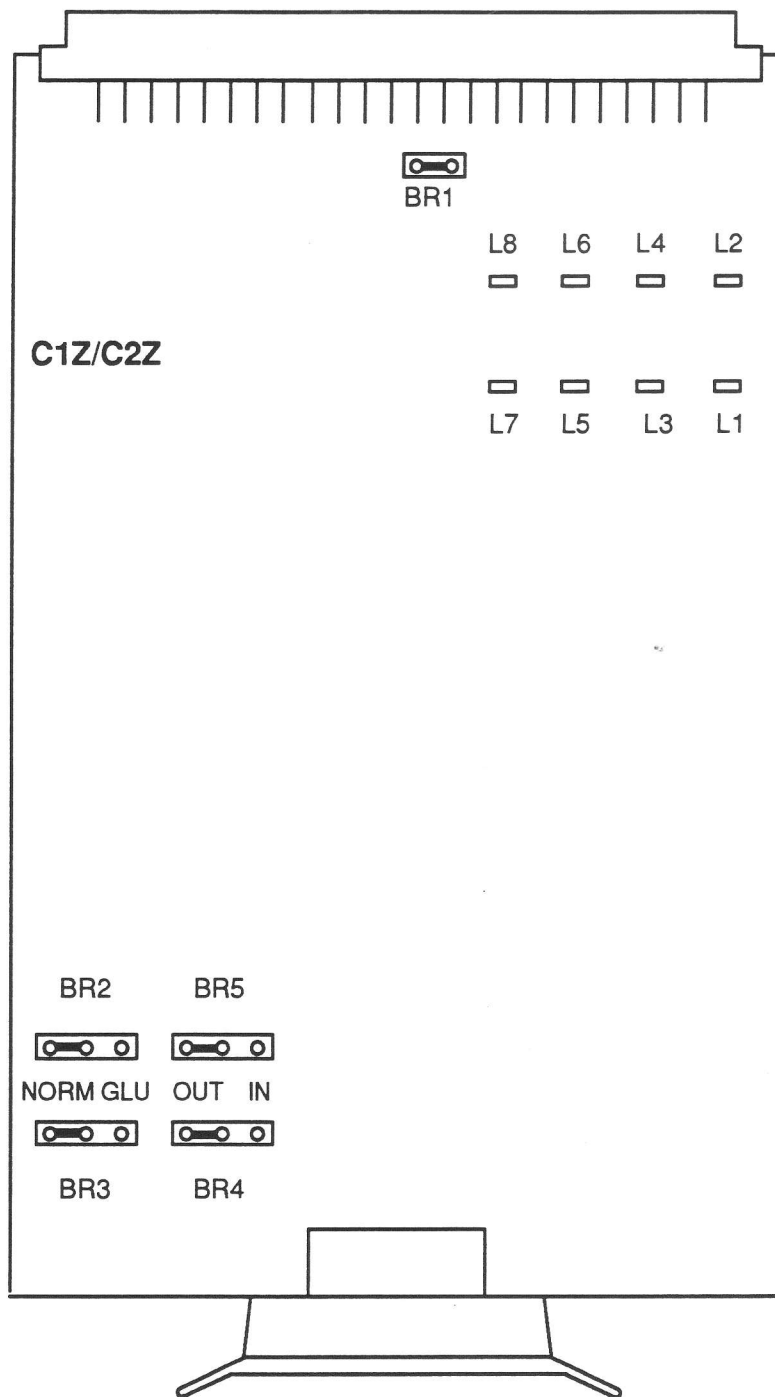 BR1
L8 L6 L4 L2
C1Z/C2Z
L7 L5 L3 L1
BR2 BR5
NORM GLU OUT IN
BR3 BR4